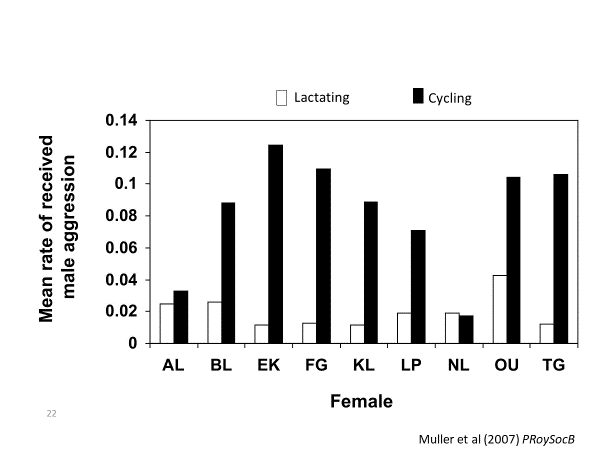 Lactating Cycling
Mean rate of received
male aggression
0.14
0.12
0.1
0.08
0.06
0.04
0.02
0
AL BL EK FG KL LP NL OU TG
Female
22
Muller et al (2007) PRoySocB